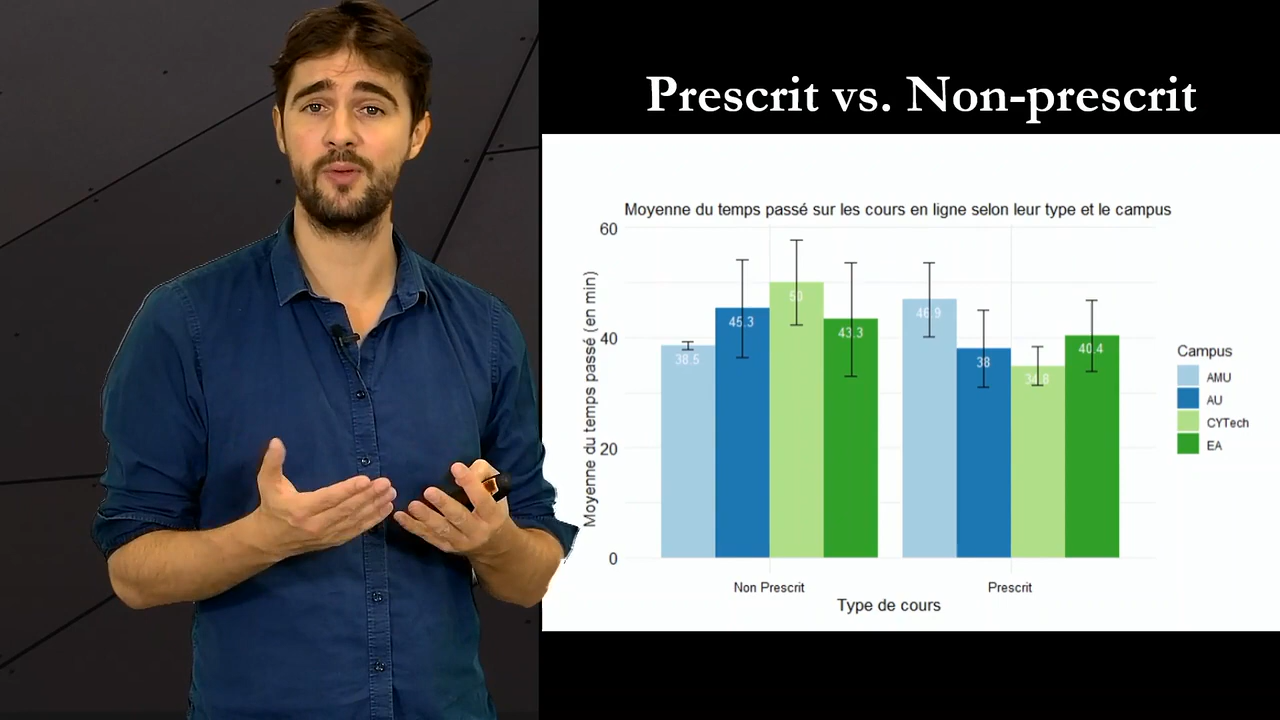 Prescrit vs. Non-prescrit
Moyenne du temps passé sur les cours en ligne selon leur type et le campus
Moyenne du temps passé (en min)
60
40
20
0
38.5
45.3
50
43.3
46.9
38
34.8
40.4
Non Prescrit
Prescrit
Type de cours
Campus
AMU
AU
CYTech
EA